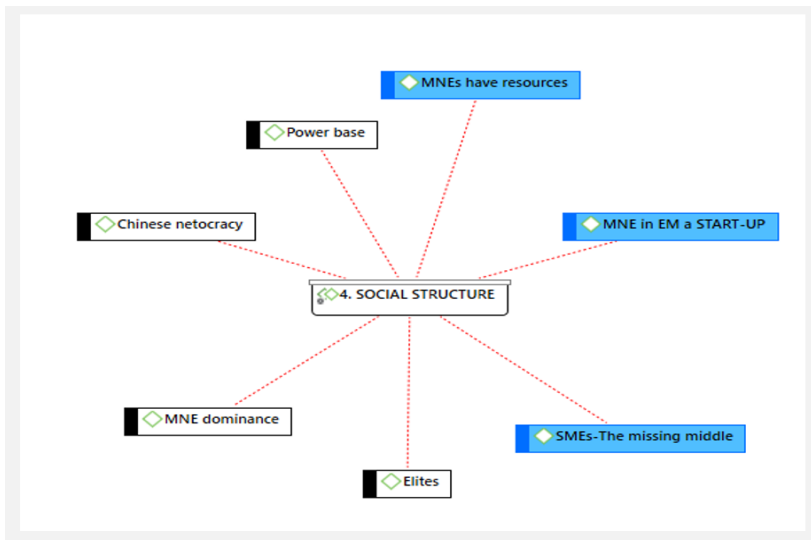 MNEs have resources
Power base
Chinese netocracy
MNE in EM a START-UP
4. SOCIAL STRUCTURE
MNE dominance
SMEs-The missing middle
Elites